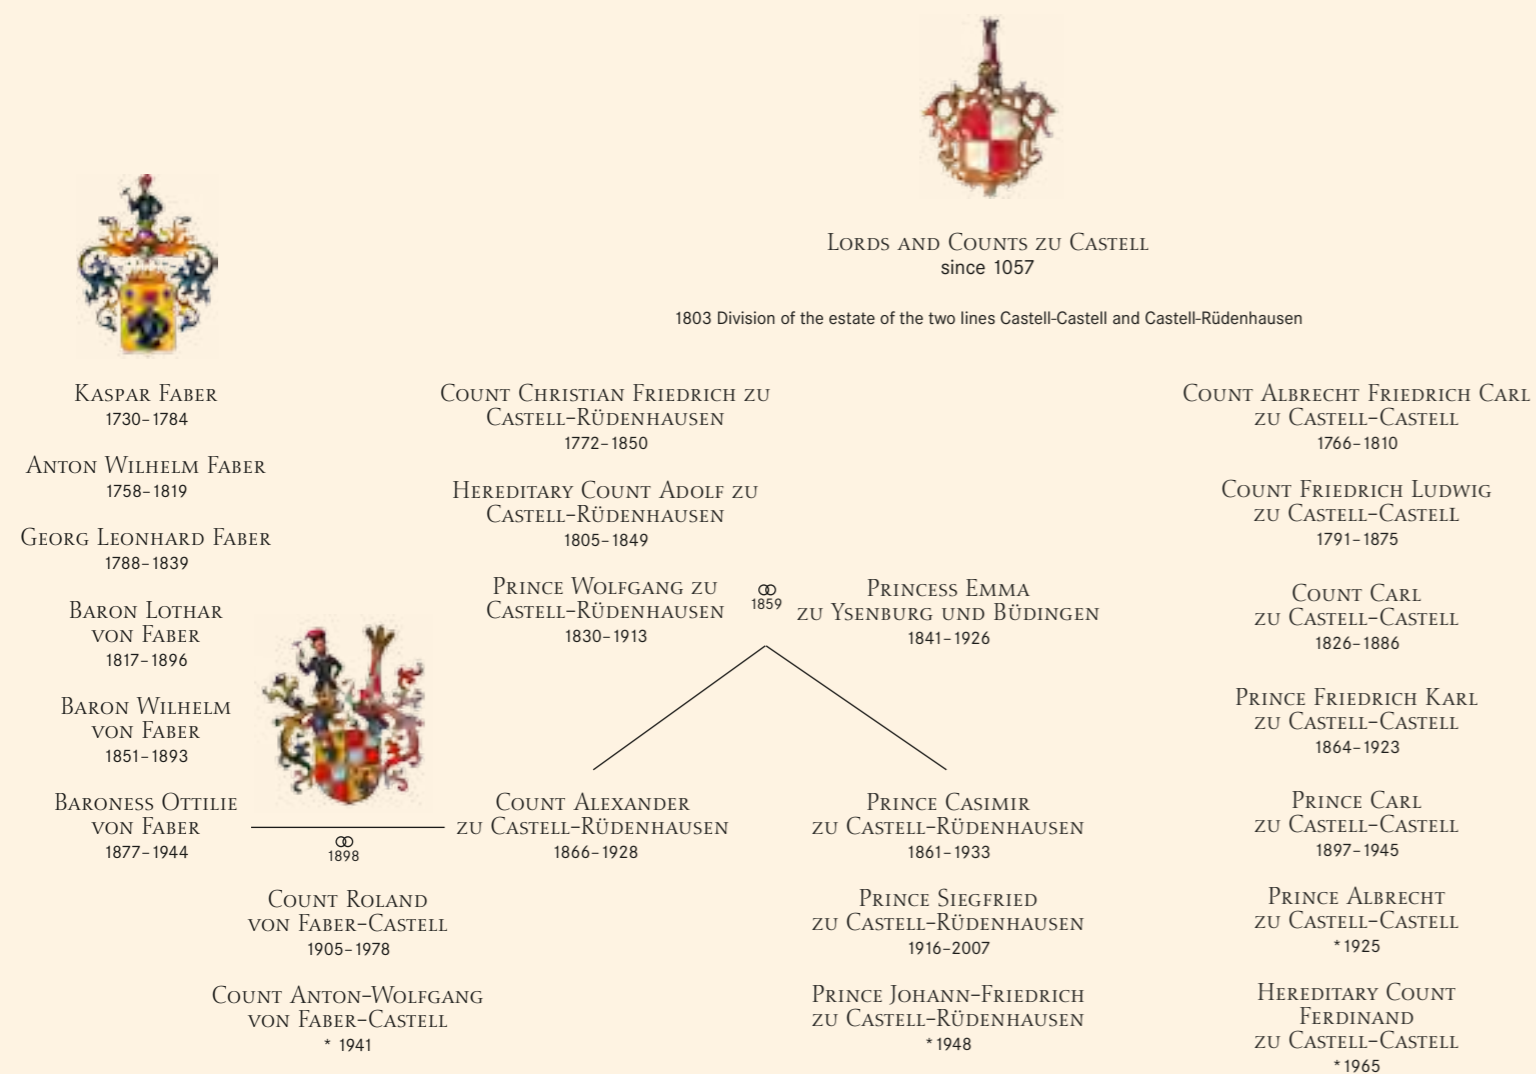 Lords and Counts zu Castell
since 1057
1803 Division of the estate of the two lines Castell-Castell and Castell-Rüdenhausen
Kaspar Faber
1730–1784
Anton Wilhelm Faber
1758–1819
Georg Leonhard Faber
1788–1839
Baron Lothar
von Faber
1817–1896
Baron Wilhelm
von Faber
1851–1893
Baroness Ottilie
von Faber
1877–1944
1898
Count Christian Friedrich zu
Castell-Rüdenhausen
1772–1850
Hereditary Count Adolf zu
Castell-Rüdenhausen
1805–1849
Prince Wolfgang zu
Castell-Rüdenhausen
1830–1913
1859
Princess Emma
zu Ysenburg und Büdingen
1841–1926
Count Alexander
zu Castell-Rüdenhausen
1866–1928
Count Roland
von Faber-Castell
1905–1978
Count Anton-Wolfgang
von Faber-Castell
* 1941
Prince Casimir
zu Castell-Rüdenhausen
1861–1933
Prince Siegfried
zu Castell-Rüdenhausen
1916–2007
Prince Johann-Friedrich
zu Castell-Rüdenhausen
*1948
Count Albrecht Friedrich Carl
zu Castell-Castell
1766–1810
Count Friedrich Ludwig
zu Castell-Castell
1791–1875
Count Carl
zu Castell-Castell
1826–1886
Prince Friedrich Karl
zu Castell-Castell
1864–1923
Prince Carl
zu Castell-Castell
1897–1945
Prince Albrecht
zu Castell-Castell
*1925
Hereditary Count
Ferdinand
zu Castell-Castell
*1965